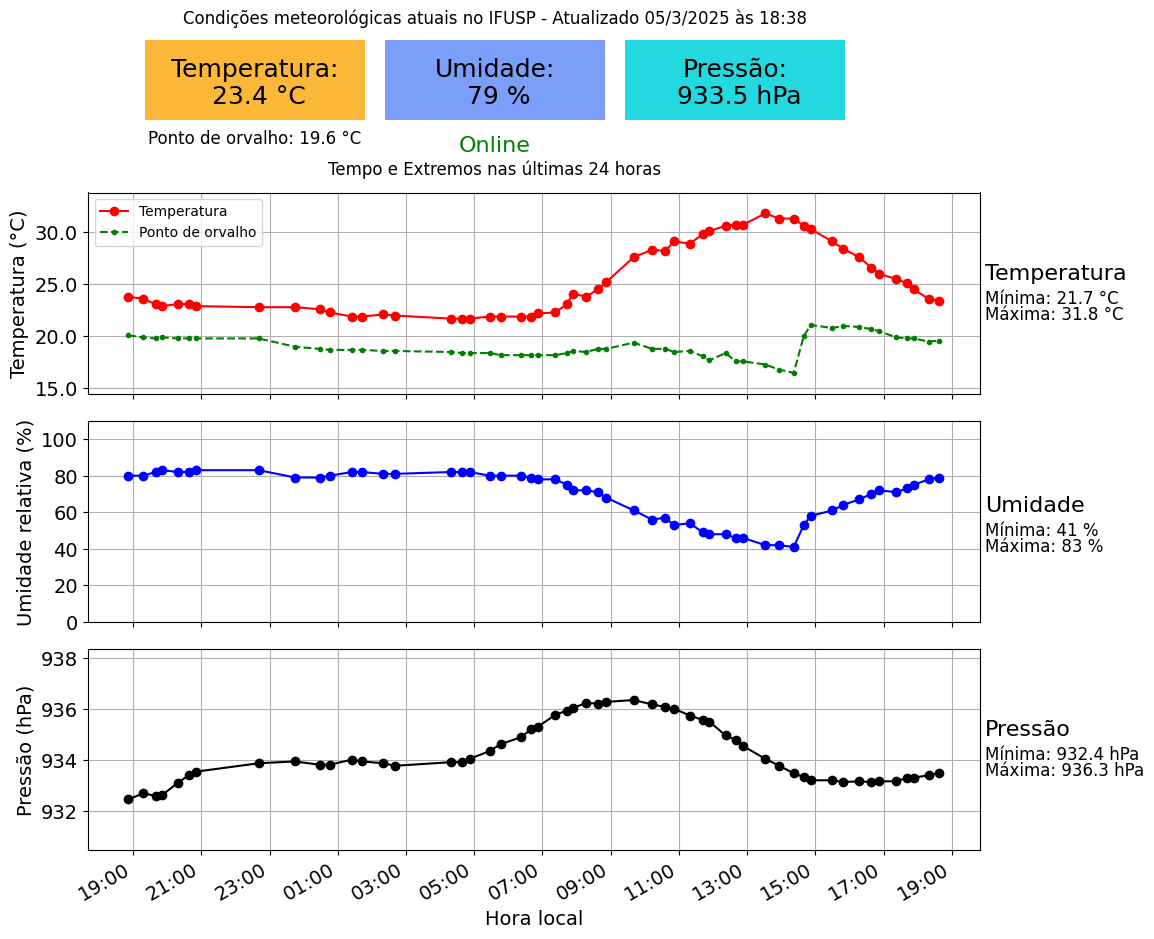 Condições meteorológicas atuais no IFUSP - Atualizado 05/3/2025 às 18:38
Temperatura:
23.4 °C
Umidade:
79 %
Pressão:
933.5 hPa
Ponto de orvalho: 19.6 °C
Online
Tempo e Extremos nas últimas 24 horas
Temperatura (°C)
30.0
25.0
20.0
15.0
Temperatura
Ponto de orvalho
Temperatura
Mínima: 21.7 °C
Máxima: 31.8 °C
Umidade relativa (%)
100
80
60
40
20
0
Umidade
Mínima: 41 %
Máxima: 83 %
Pressão (hPa)
938
936
934
932
Pressão
Mínima: 932.4 hPa
Máxima: 936.3 hPa
19:00 21:00 23:00 01:00 03:00 05:00 07:00 09:00 11:00 13:00 15:00 17:00 19:00
Hora local